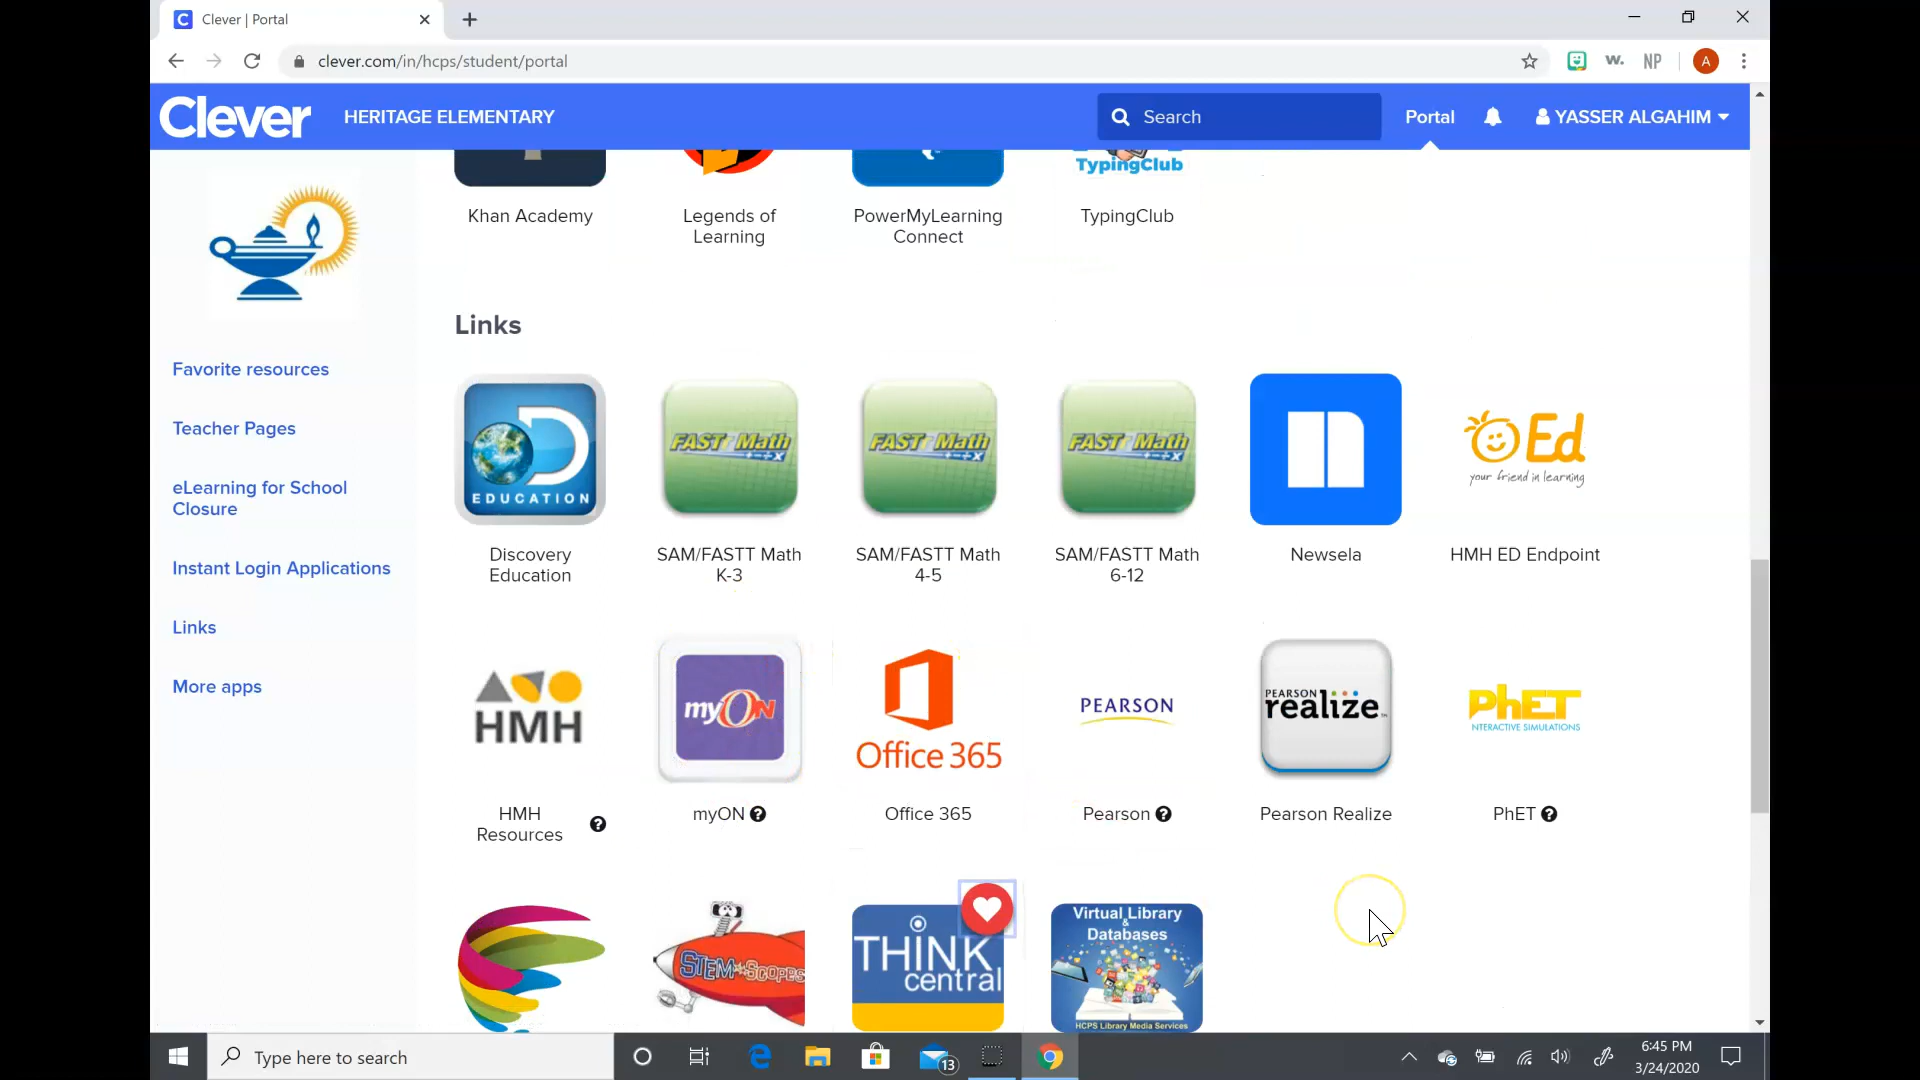 Clever | Portal
clever.com/in/hcps/student/portal
W.
NP
A
Clever
HERITAGE ELEMENTARY
Search
Portal
YASSER ALGAHIM
TypingClub
Khan Academy
Legends of
Learning
PowerMyLearning
Connect
TypingClub
Favorite resources
Teacher Pages
eLearning for School
Closure
Instant Login Applications
Links
More apps
Links
EDUCATION
FASTT Math
FASTT Math
FASTT Math
Ed
your friend in learning
Discovery
Education
SAM/FASTT Math
K-3
SAM/FASTT Math
4-5
SAM/FASTT Math
6-12
Newsela
HMH ED Endpoint
HMH
myON
Office 365
PEARSON
PEARSON
realize
PhET
INTERACTIVE SIMULATIONS
HMH
Resources
myON
Office 365
Pearson
Pearson Realize
PhET
STEMScopes
THINK
central
Virtual Library
&
Databases
HCPS Library Media Services
Type here to search
13
6:45 PM
3/24/2020